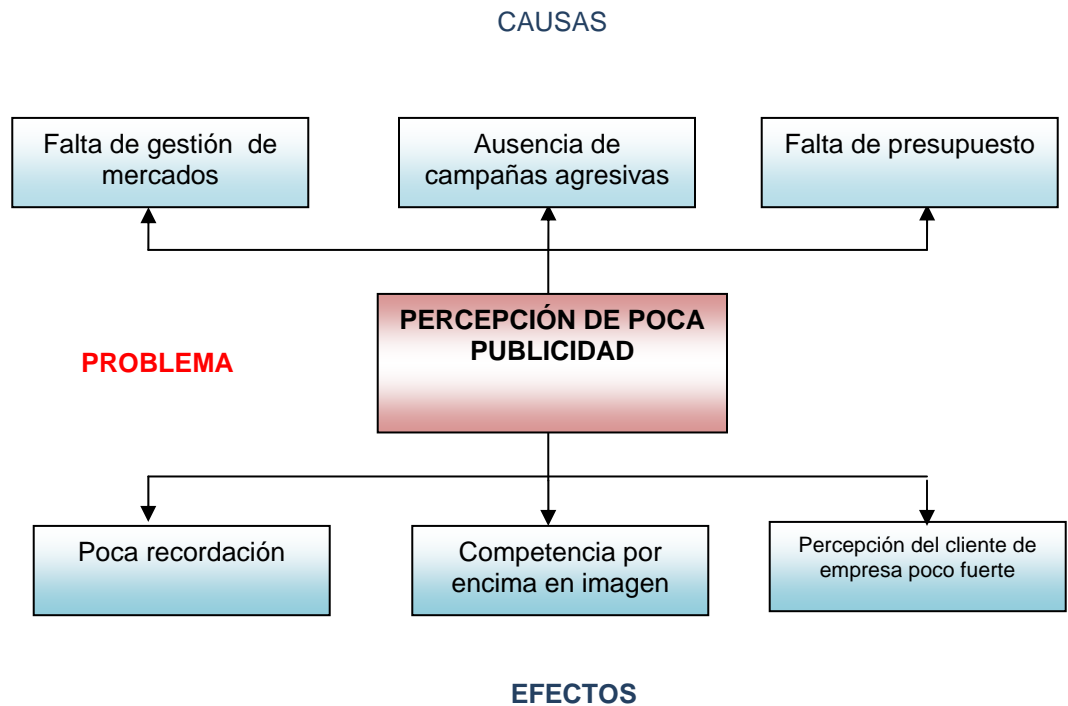 CAUSAS
Falta de gestión de
mercados
Ausencia de
campañas agresivas
Falta de presupuesto
PERCEPCIÓN DE POCA
PUBLICIDAD
PROBLEMA
Poca recordación
Competencia por
encima en imagen
Percepción del cliente de
empresa poco fuerte
EFECTOS